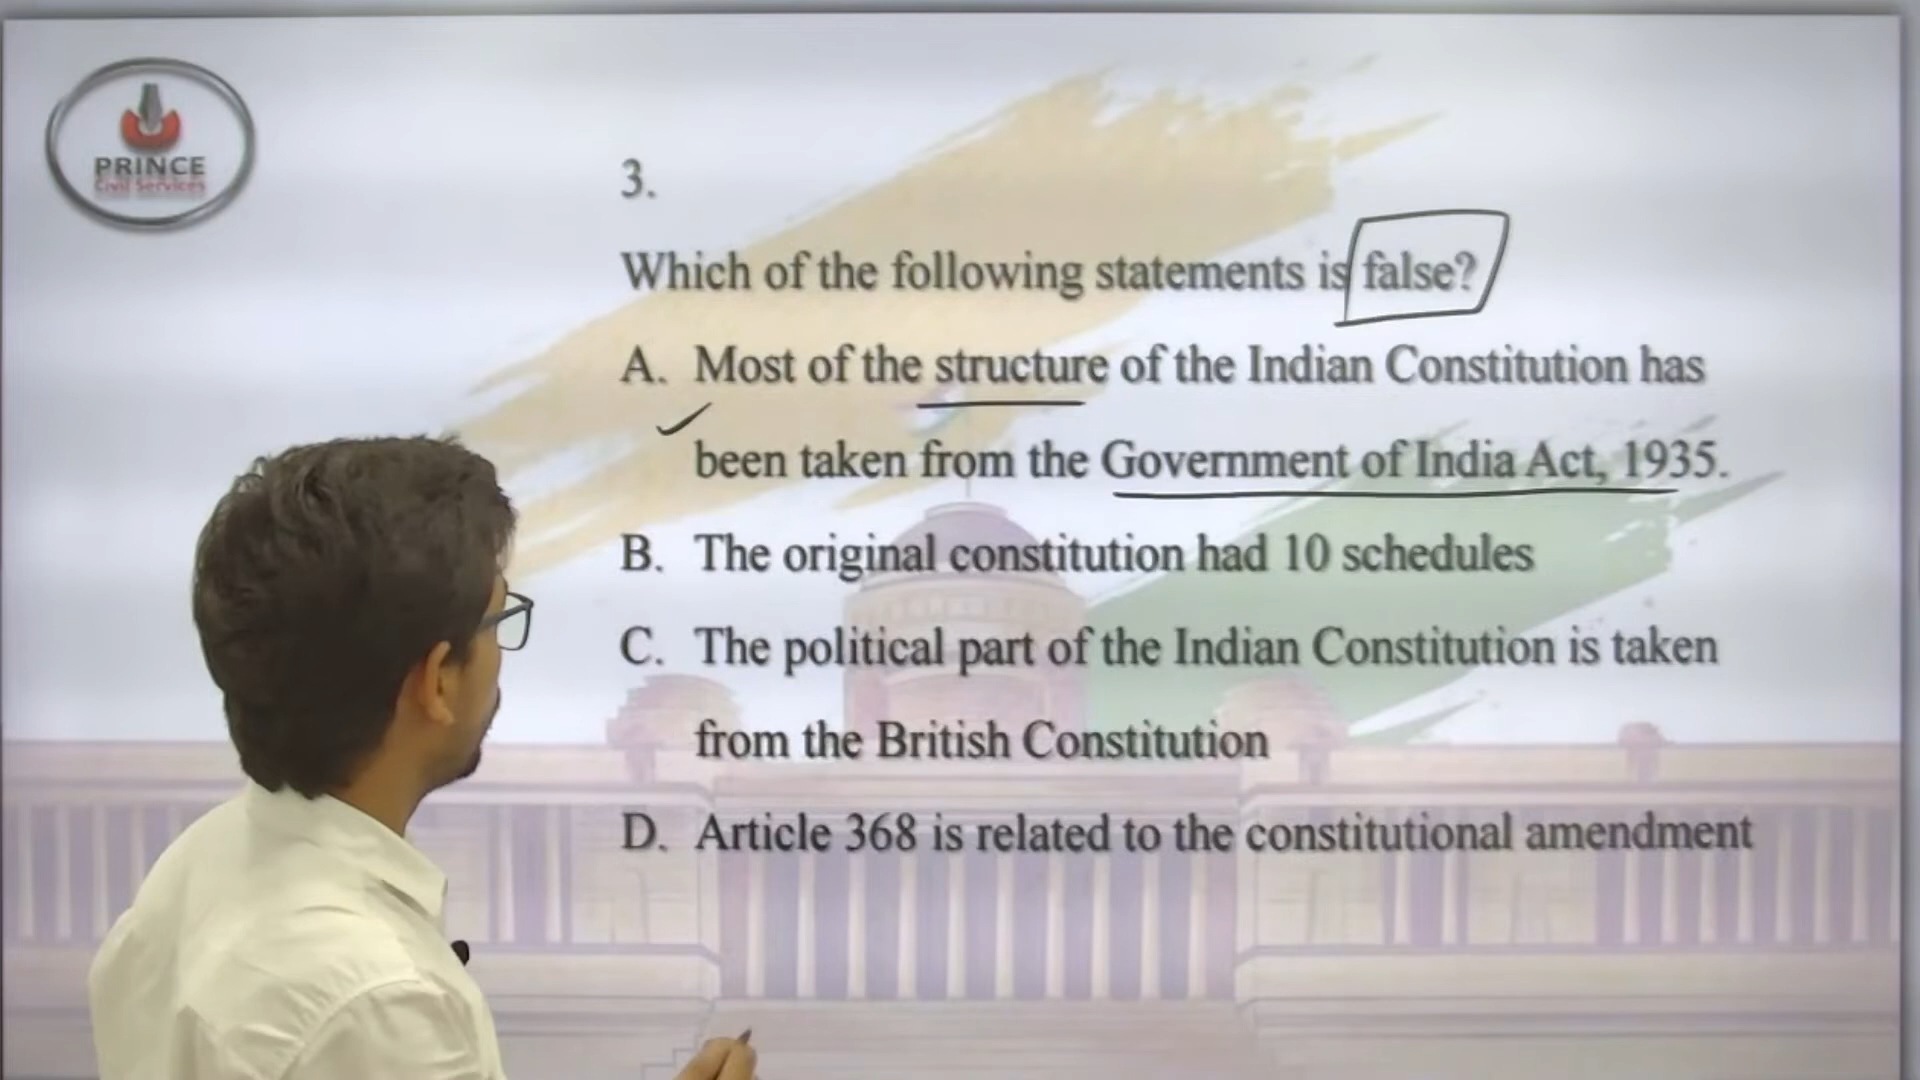 PRINCE
Civil Services
3.
Which of the following statements is false?
A. Most of the structure of the Indian Constitution has
been taken from the Government of India Act, 1935.
B. The original constitution had 10 schedules
C. The political part of the Indian Constitution is taken
from the British Constitution
D. Article 368 is related to the constitutional amendment